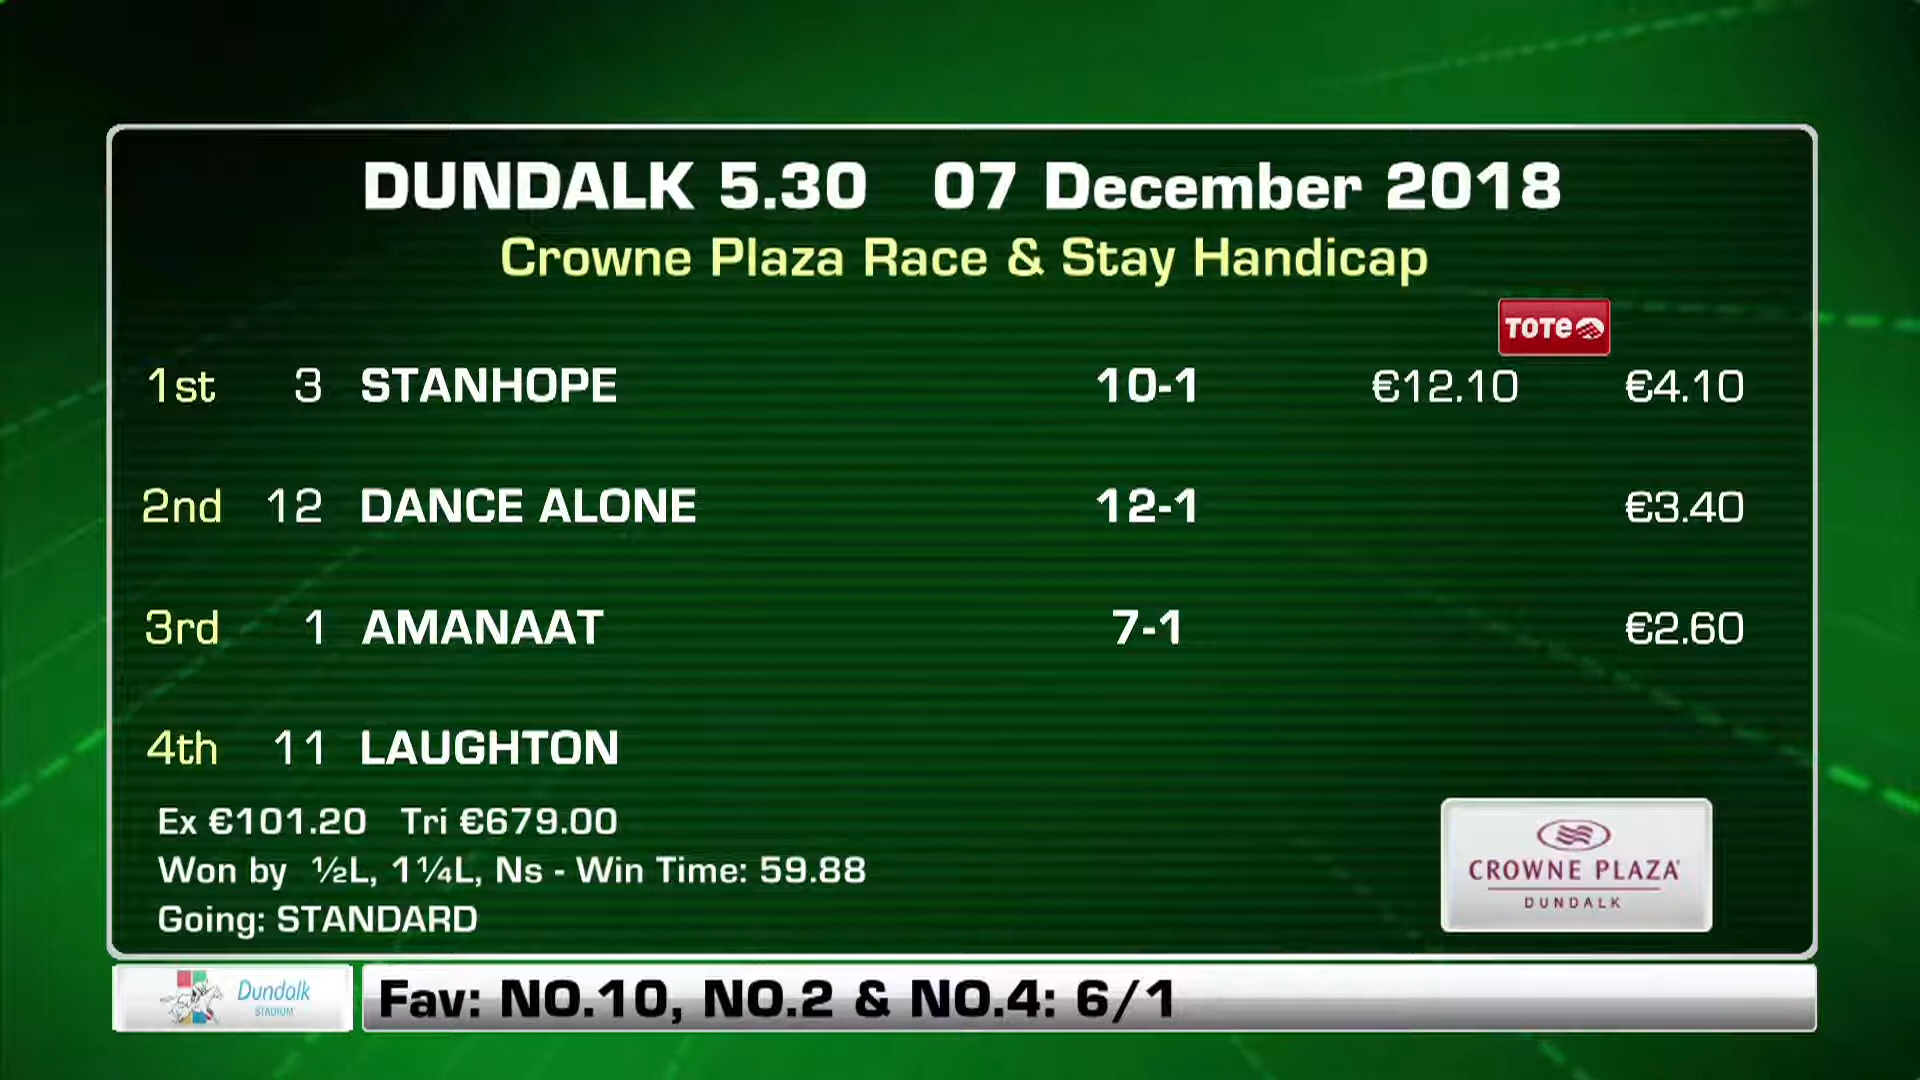 DUNDALK 5.30 07 December 2018
Crowne Plaza Race & Stay Handicap
TOTE
1st 3 STANHOPE 10-1 €12.10 €4.10
2nd 12 DANCE ALONE 12-1 €3.40
3rd 1 AMANAAT 7-1 €2.60
4th 11 LAUGHTON
Ex €101.20 Tri €679.00
Won by ½L, 1¼L, Ns - Win Time: 59.88
Going: STANDARD
CROWNE PLAZA
DUNDALK
Dundalk
STADIUM
Fav: NO.10, NO.2 & NO.4: 6/1